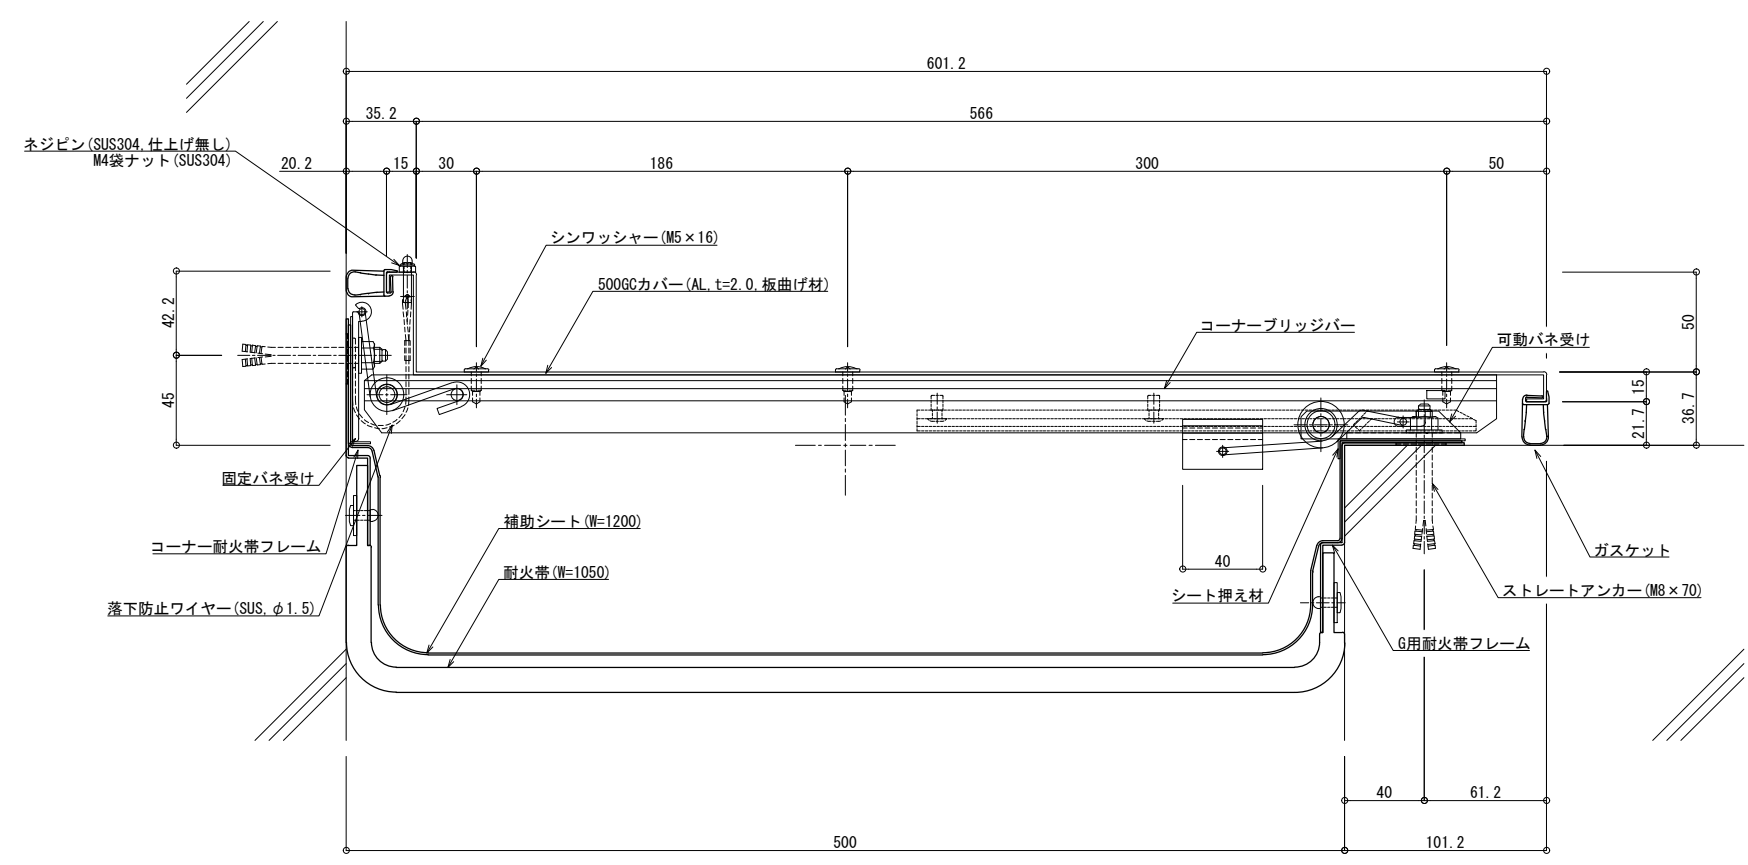 601.2
35.2
566
ネジピン(SUS304,仕上げ無し)
M4袋ナット(SUS304)
20.2
15
30
186
300
50
シンワッシャー(M5×16)
500GCカバー(AL,t=2.0,板曲げ材)
コーナーブリッジバー
可動バネ受け
42.2
45
50
15
21.7
36.7
固定バネ受け
コーナー耐火帯フレーム
落下防止ワイヤー(SUS,φ1.5)
補助シート(W=1200)
耐火帯(W=1050)
40
シート押え材
ガスケット
ストレートアンカー(M8×70)
G用耐火帯フレーム
40
61.2
500
101.2